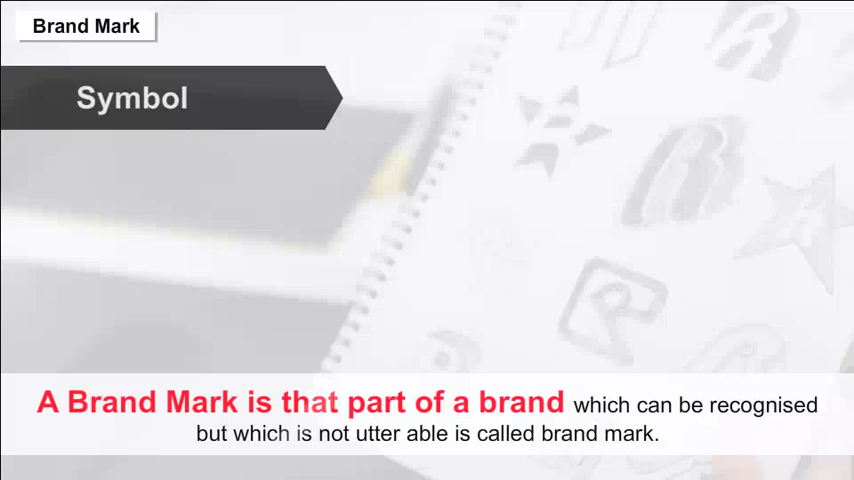 Brand Mark
Symbol
A Brand Mark is that part of a brand which can be recognised
but which is not utter able is called brand mark.